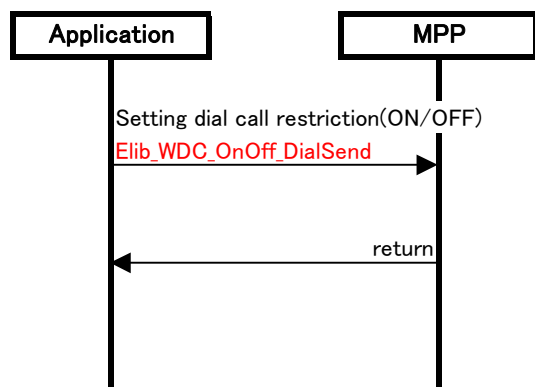 Application
MPP
Setting dial call restriction(ON/OFF)
Elib_WDC_OnOff_DialSend
return